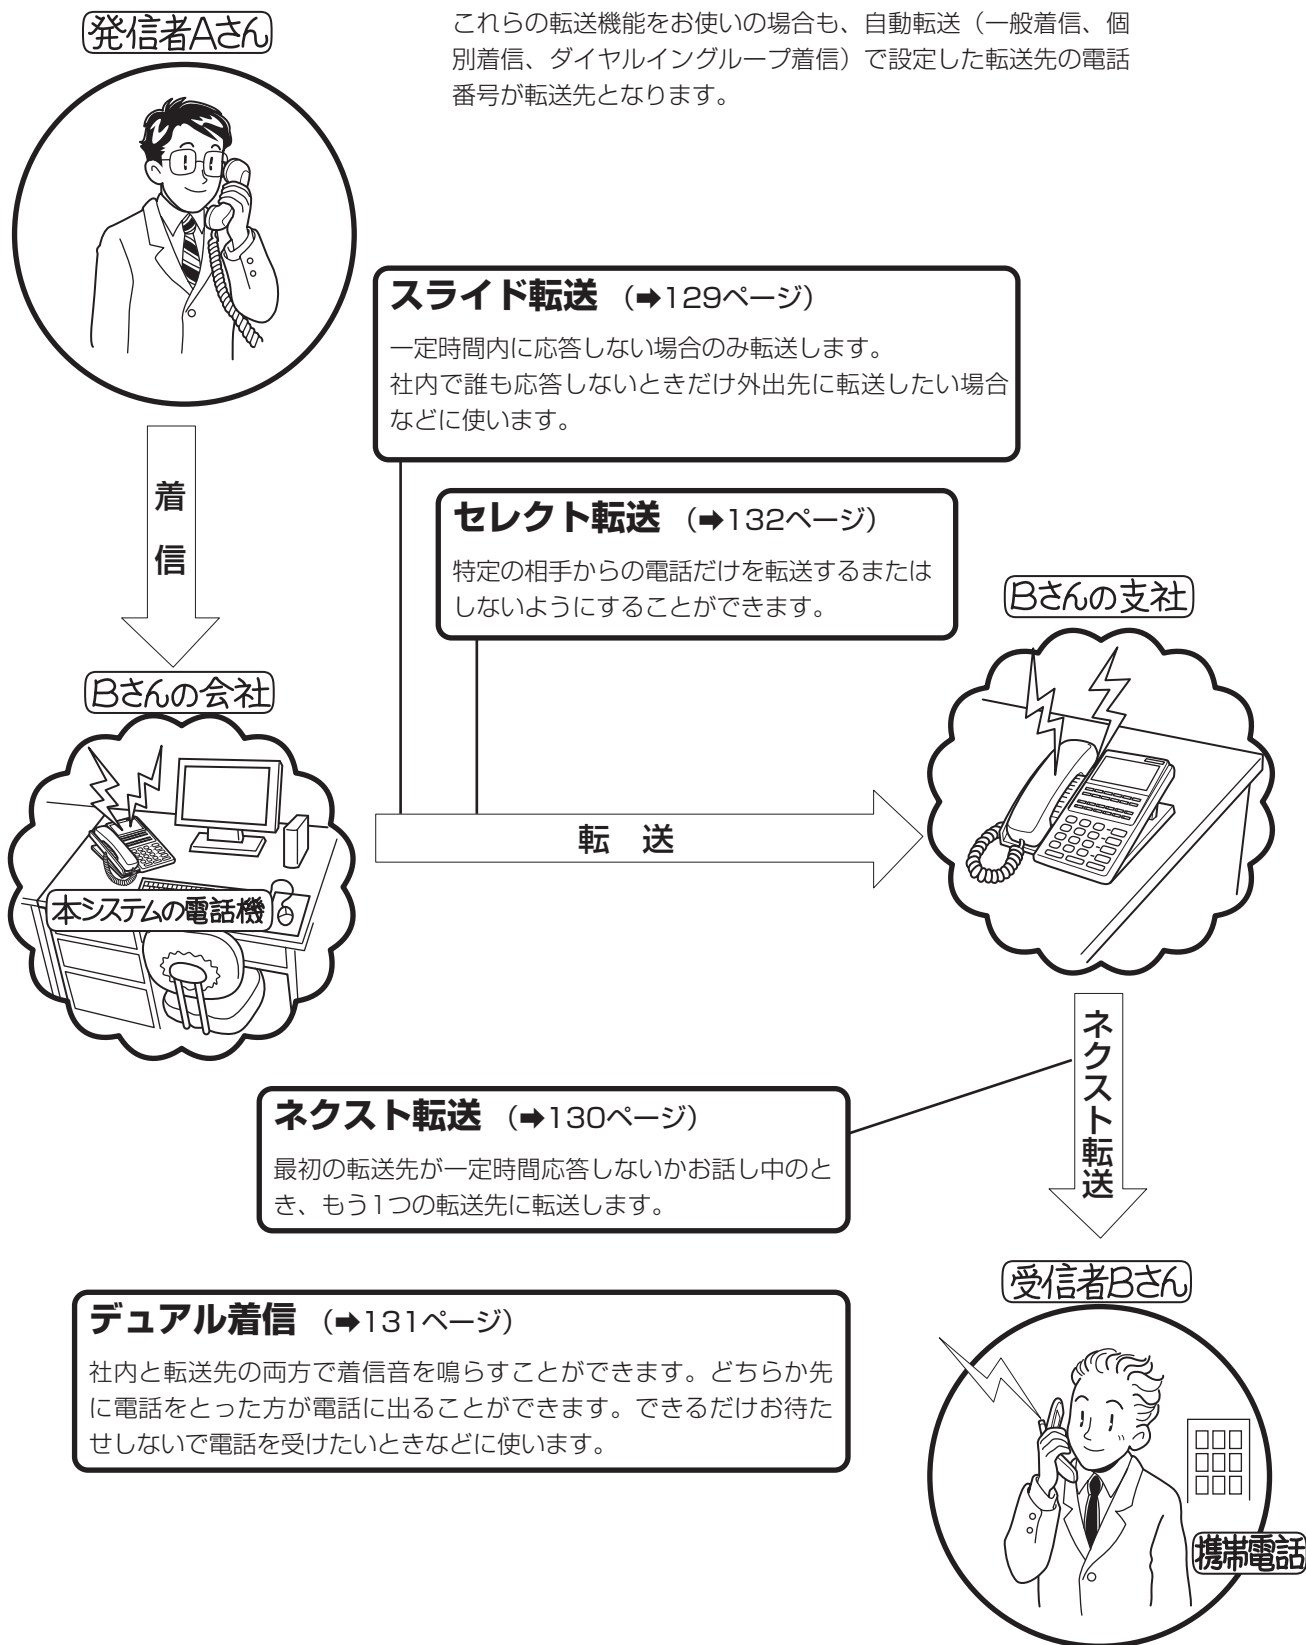 発信者Aさん
これらの転送機能をお使いの場合も、自動転送（一般着信、個
別着信、ダイヤルイングループ着信）で設定した転送先の電話
番号が転送先となります。
スライド転送 （➡129ページ）
一定時間内に応答しない場合のみ転送します。
社内で誰も応答しないときだけ外出先に転送したい場合
などに使います。
着信
セレクト転送 （➡132ページ）
特定の相手からの電話だけを転送するまたは
しないようにすることができます。
Bさんの支社
Bさんの会社
転 送
本システムの電話機
ネクスト転送
ネクスト転送 （➡130ページ）
最初の転送先が一定時間応答しないかお話し中のと
き、もう1つの転送先に転送します。
受信者Bさん
デュアル着信 （➡131ページ）
社内と転送先の両方で着信音を鳴らすことができます。どちらか先
に電話をとった方が電話に出ることができます。できるだけお待た
せしないで電話を受けたいときなどに使います。
携帯電話